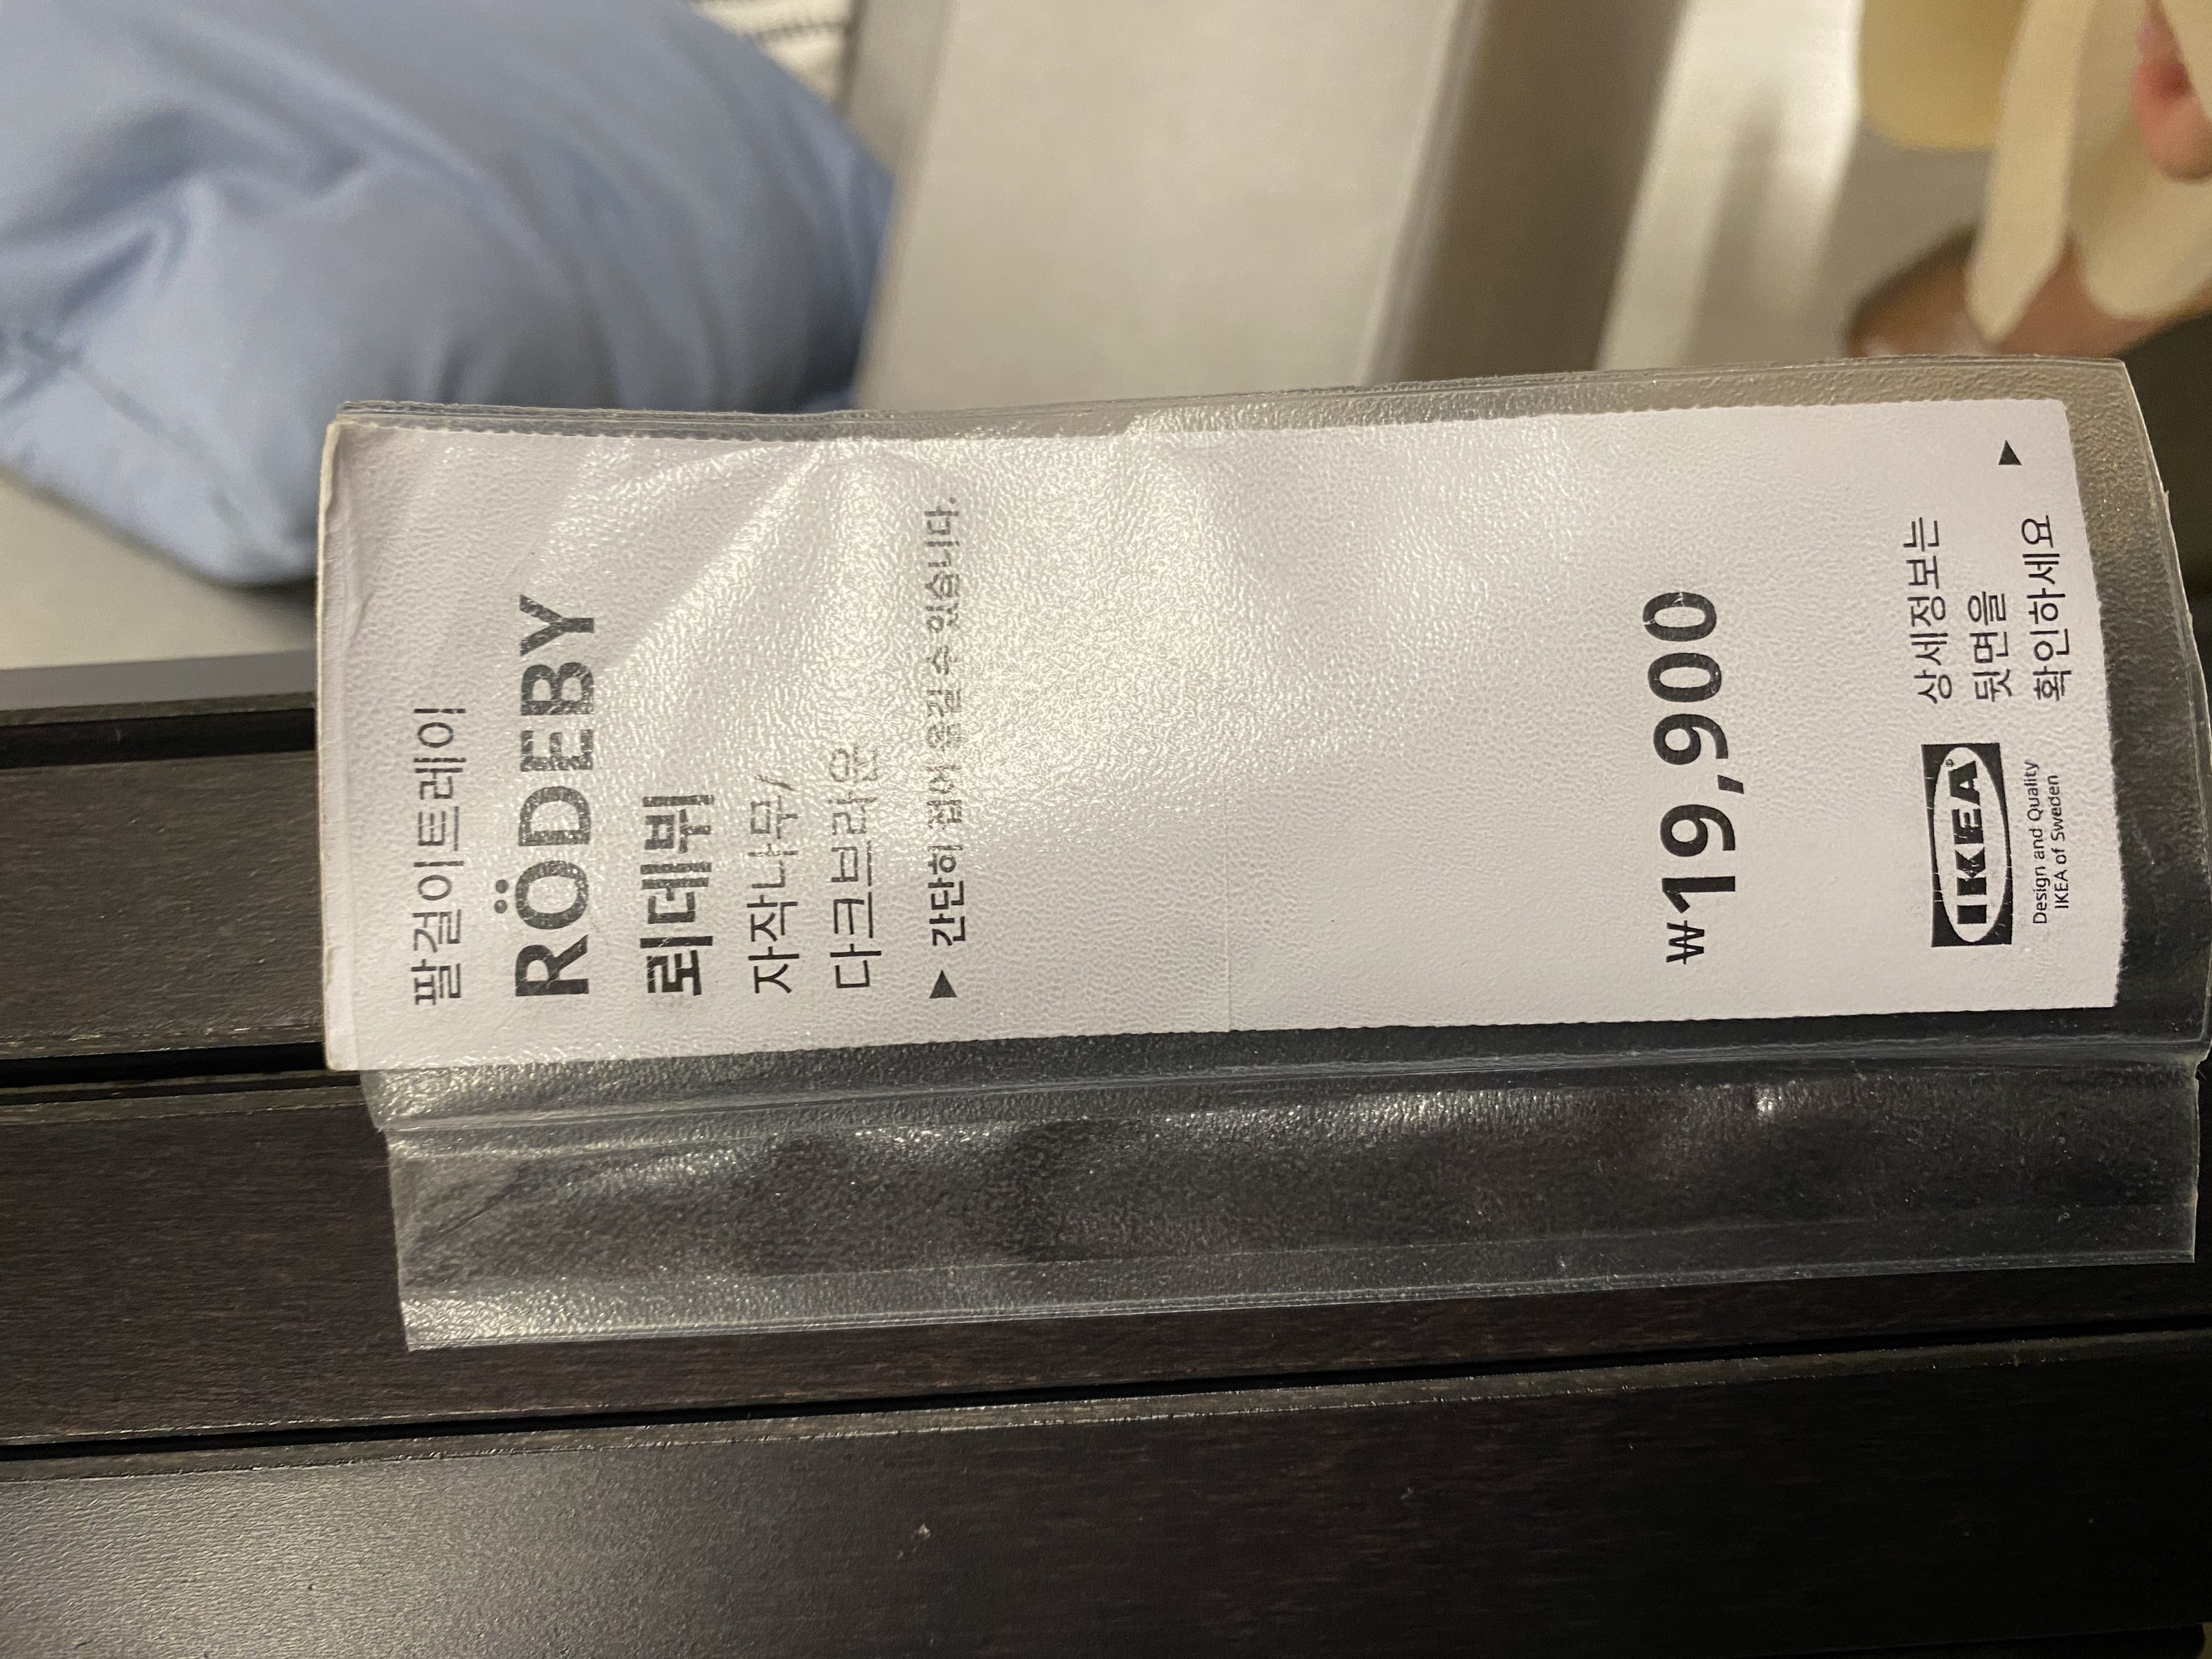 팔걸이트레이
RÖDEBY
뢰데뷔
자작나무/
다크브라운
▶ 간단히 접어 옮길 수 있습니다.
₩19,900
IKEA®
Design and Quality
IKEA of Sweden
상세정보는
뒷면을
확인하세요 ▶